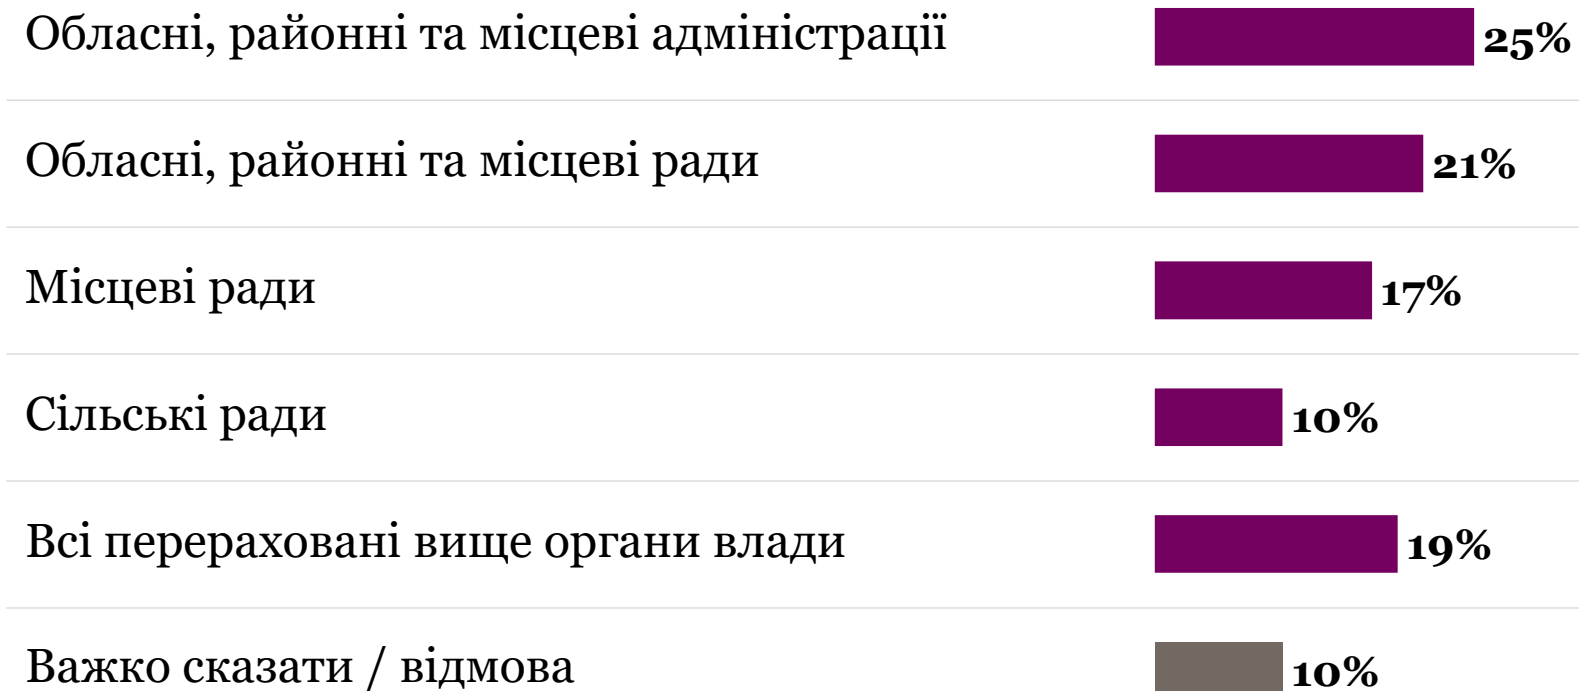 Обласні, районні та місцеві адміністрації 25%
Обласні, районні та місцеві ради 21%
Місцеві ради 17%
Сільські ради 10%
Всі перераховані вище органи влади 19%
Важко сказати / відмова 10%